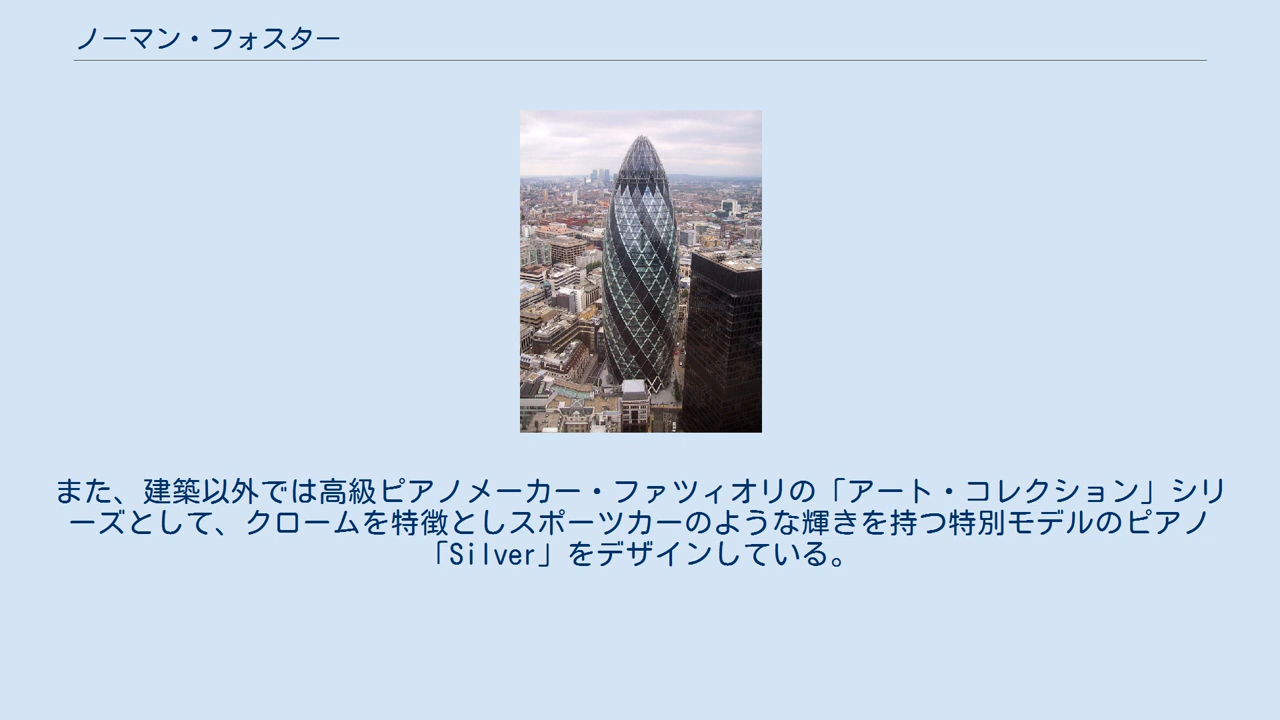 ノーマン・フォスター
また、建築以外では高級ピアノメーカー・ファツィオリの「アート・コレクション」シリ
ーズとして、クロームを特徴としスポーツカーのような輝きを持つ特別モデルのピアノ
「Silver」をデザインしている。